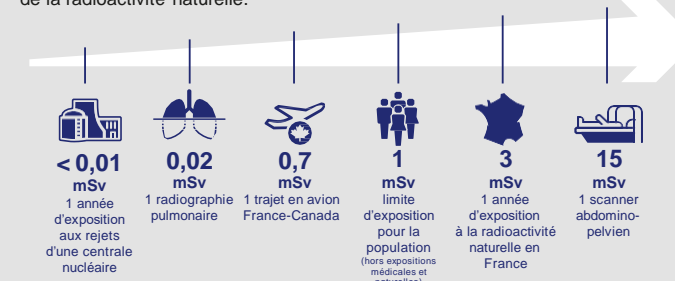 de la radioactivité naturelle.
< 0,01
mSv
1 année
d'exposition
aux rejets
d'une centrale
nucléaire
0,02
mSv
1 radiographie
pulmonaire
0,7
mSv
1 trajet en avion
France-Canada
1
mSv
limite
d'exposition
pour la
population
(hors expositions
médicales et
naturelles)
3
mSv
1 année
d'exposition
à la radioactivité
naturelle en
France
15
mSv
1 scanner
abdomino-
pelvien